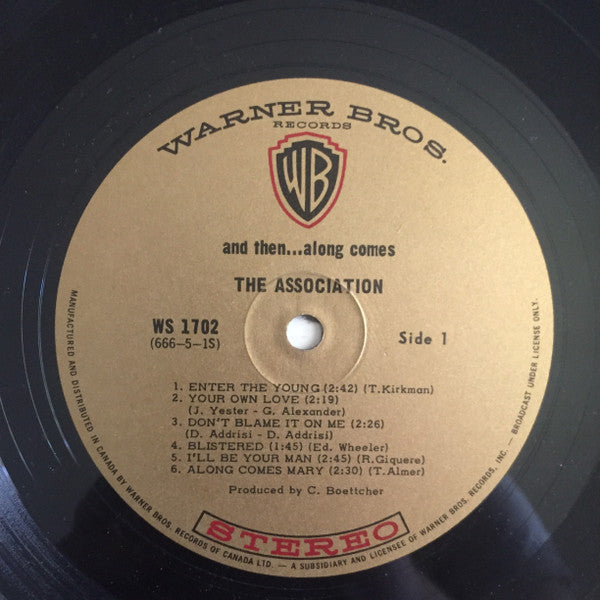 WARNER BROS.
RECORDS
WB
and then...along comes
THE ASSOCIATION
WS 1702
(666-5-1S)
Side 1
1. ENTER THE YOUNG (2:42) (T.Kirkman)
2. YOUR OWN LOVE (2:19)
(J. Yester - G. Alexander)
3. DON'T BLAME IT ON ME (2:26)
(D. Addrisi - D. Addrisi)
4. BLISTERED (1:45) (Ed. Wheeler)
5. I'LL BE YOUR MAN (2:45) (R.Giquere)
6. ALONG COMES MARY (2:30) (T.Almer)
Produced by C. Boettcher
STEREO
MANUFACTURED AND DISTRIBUTED IN CANADA BY WARNER BROS. RECORDS OF CANADA LTD. — A SUBSIDIARY AND LICENSEE OF WARNER BROS. RECORDS, INC. — BROADCAST UNDER LICENSE ONLY.